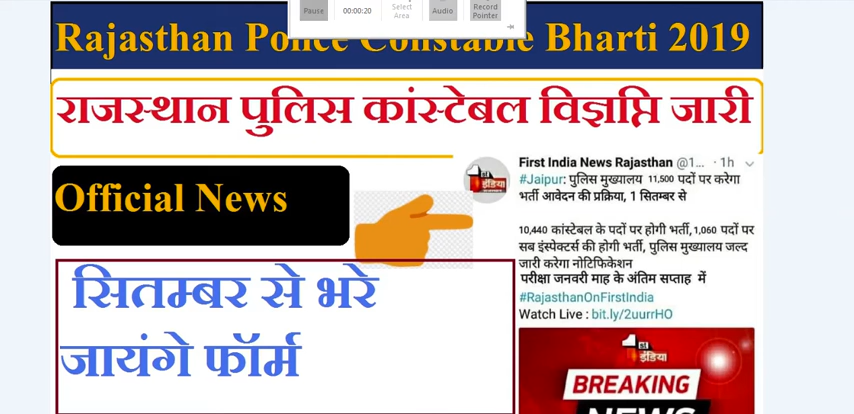 Pause
00:00:20
Select
Area
Audio
Record
Pointer
Rajasthan Police Constable Bharti 2019
राजस्थान पुलिस कांस्टेबल विज्ञप्ति जारी
Official News
First India News Rajasthan @1... · 1h
#Jaipur: पुलिस मुख्यालय 11,500 पदों पर करेगा
भर्ती आवेदन की प्रक्रिया, 1 सितम्बर से
10,440 कांस्टेबल के पदों पर होगी भर्ती,1,060 पदों पर
सब इंस्पेक्टर्स की होगी भर्ती, पुलिस मुख्यालय जल्द
जारी करेगा नोटिफिकेशन
परीक्षा जनवरी माह के अंतिम सप्ताह में
#RajasthanOnFirstIndia
Watch Live : bit.ly/2uurrHO
सितम्बर से भरे
जायंगे फॉर्म
1st
इंडिया
BREAKING
NEWS